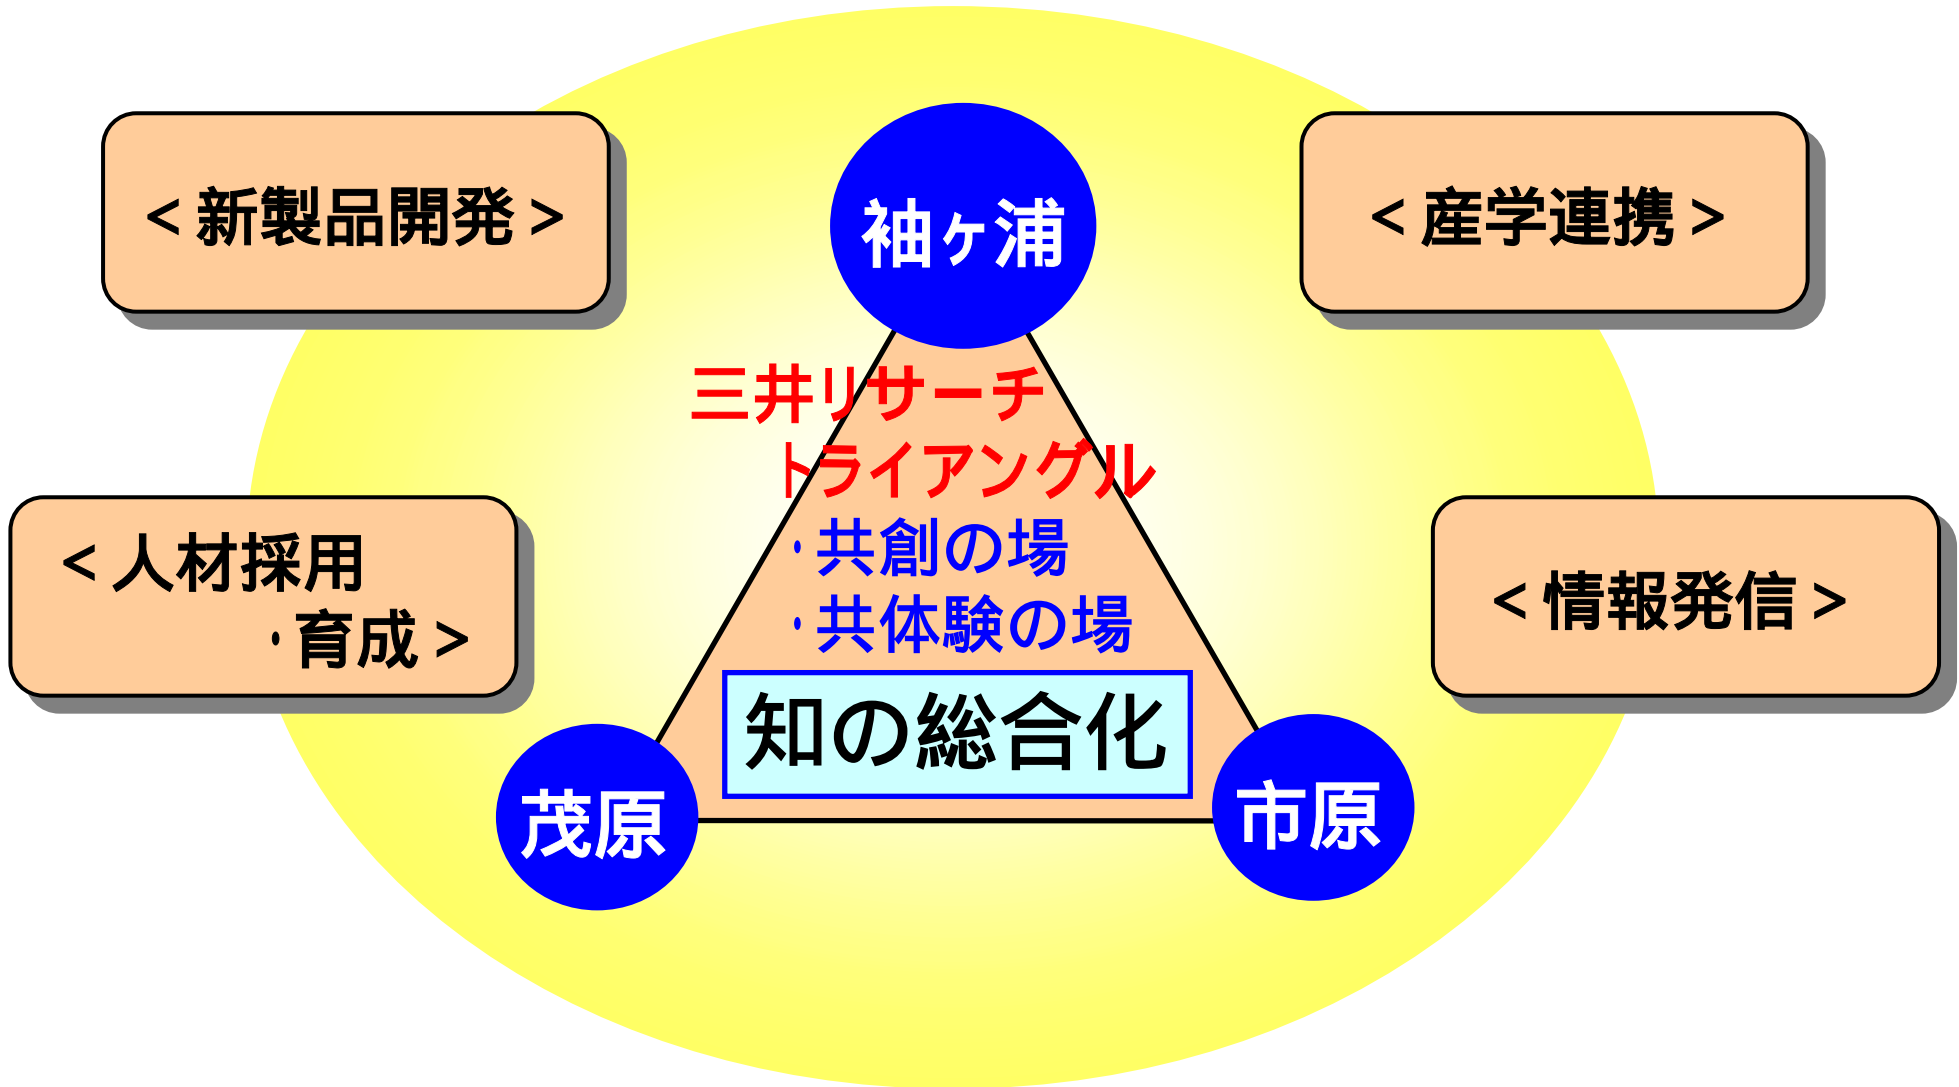 ＜新製品開発＞
＜産学連携＞
袖ヶ浦
三井リサーチ
トライアングル
・共創の場
・共体験の場
＜人材採用
・育成＞
＜情報発信＞
知の総合化
茂原
市原